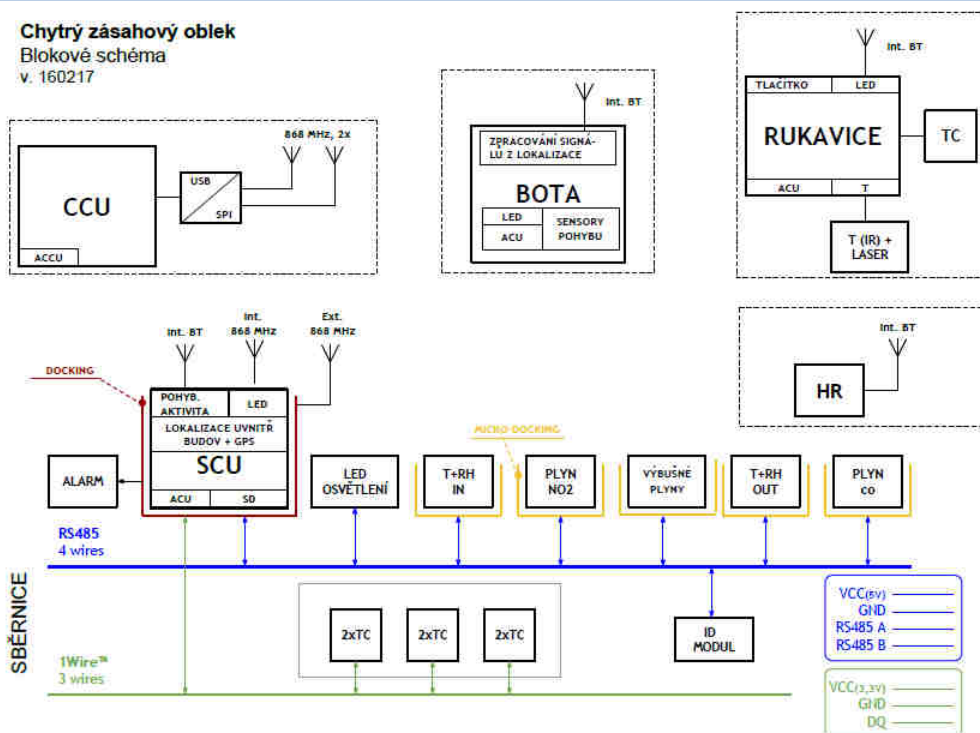 Chytrý zásahový oblek
Blokové schéma
v. 160217
868 MHz, 2x
CCU
USB
SPI
ACCU
Int. BT
ZPRACOVÁNÍ SIGNÁ-
LŮ Z LOKALIZACE
BOTA
LED
ACU
SENSORY
POHYBU
Int. BT
TLAČÍTKO
LED
RUKAVICE
TC
ACU
T
T (IR) +
LASER
Int. BT
HR
Int. BT
Int.
868 MHz
Ext.
868 MHz
DOCKING
POHYB.
AKTIVITA
LED
LOKALIZACE UVNITŘ
BUDOV + GPS
SCU
ACU
SD
ALARM
LED
OSVĚTLENÍ
MICRO DOCKING
T+RH
IN
PLYN
NO2
VÝBUŠNÉ
PLYNY
T+RH
OUT
PLYN
co
RS485
4 wires
SBĚRNICE
2xTC
2xTC
2xTC
ID
MODUL
1Wire™
3 wires
VCC(5V)
GND
RS485 A
RS485 B
VCC(3,3V)
GND
DQ